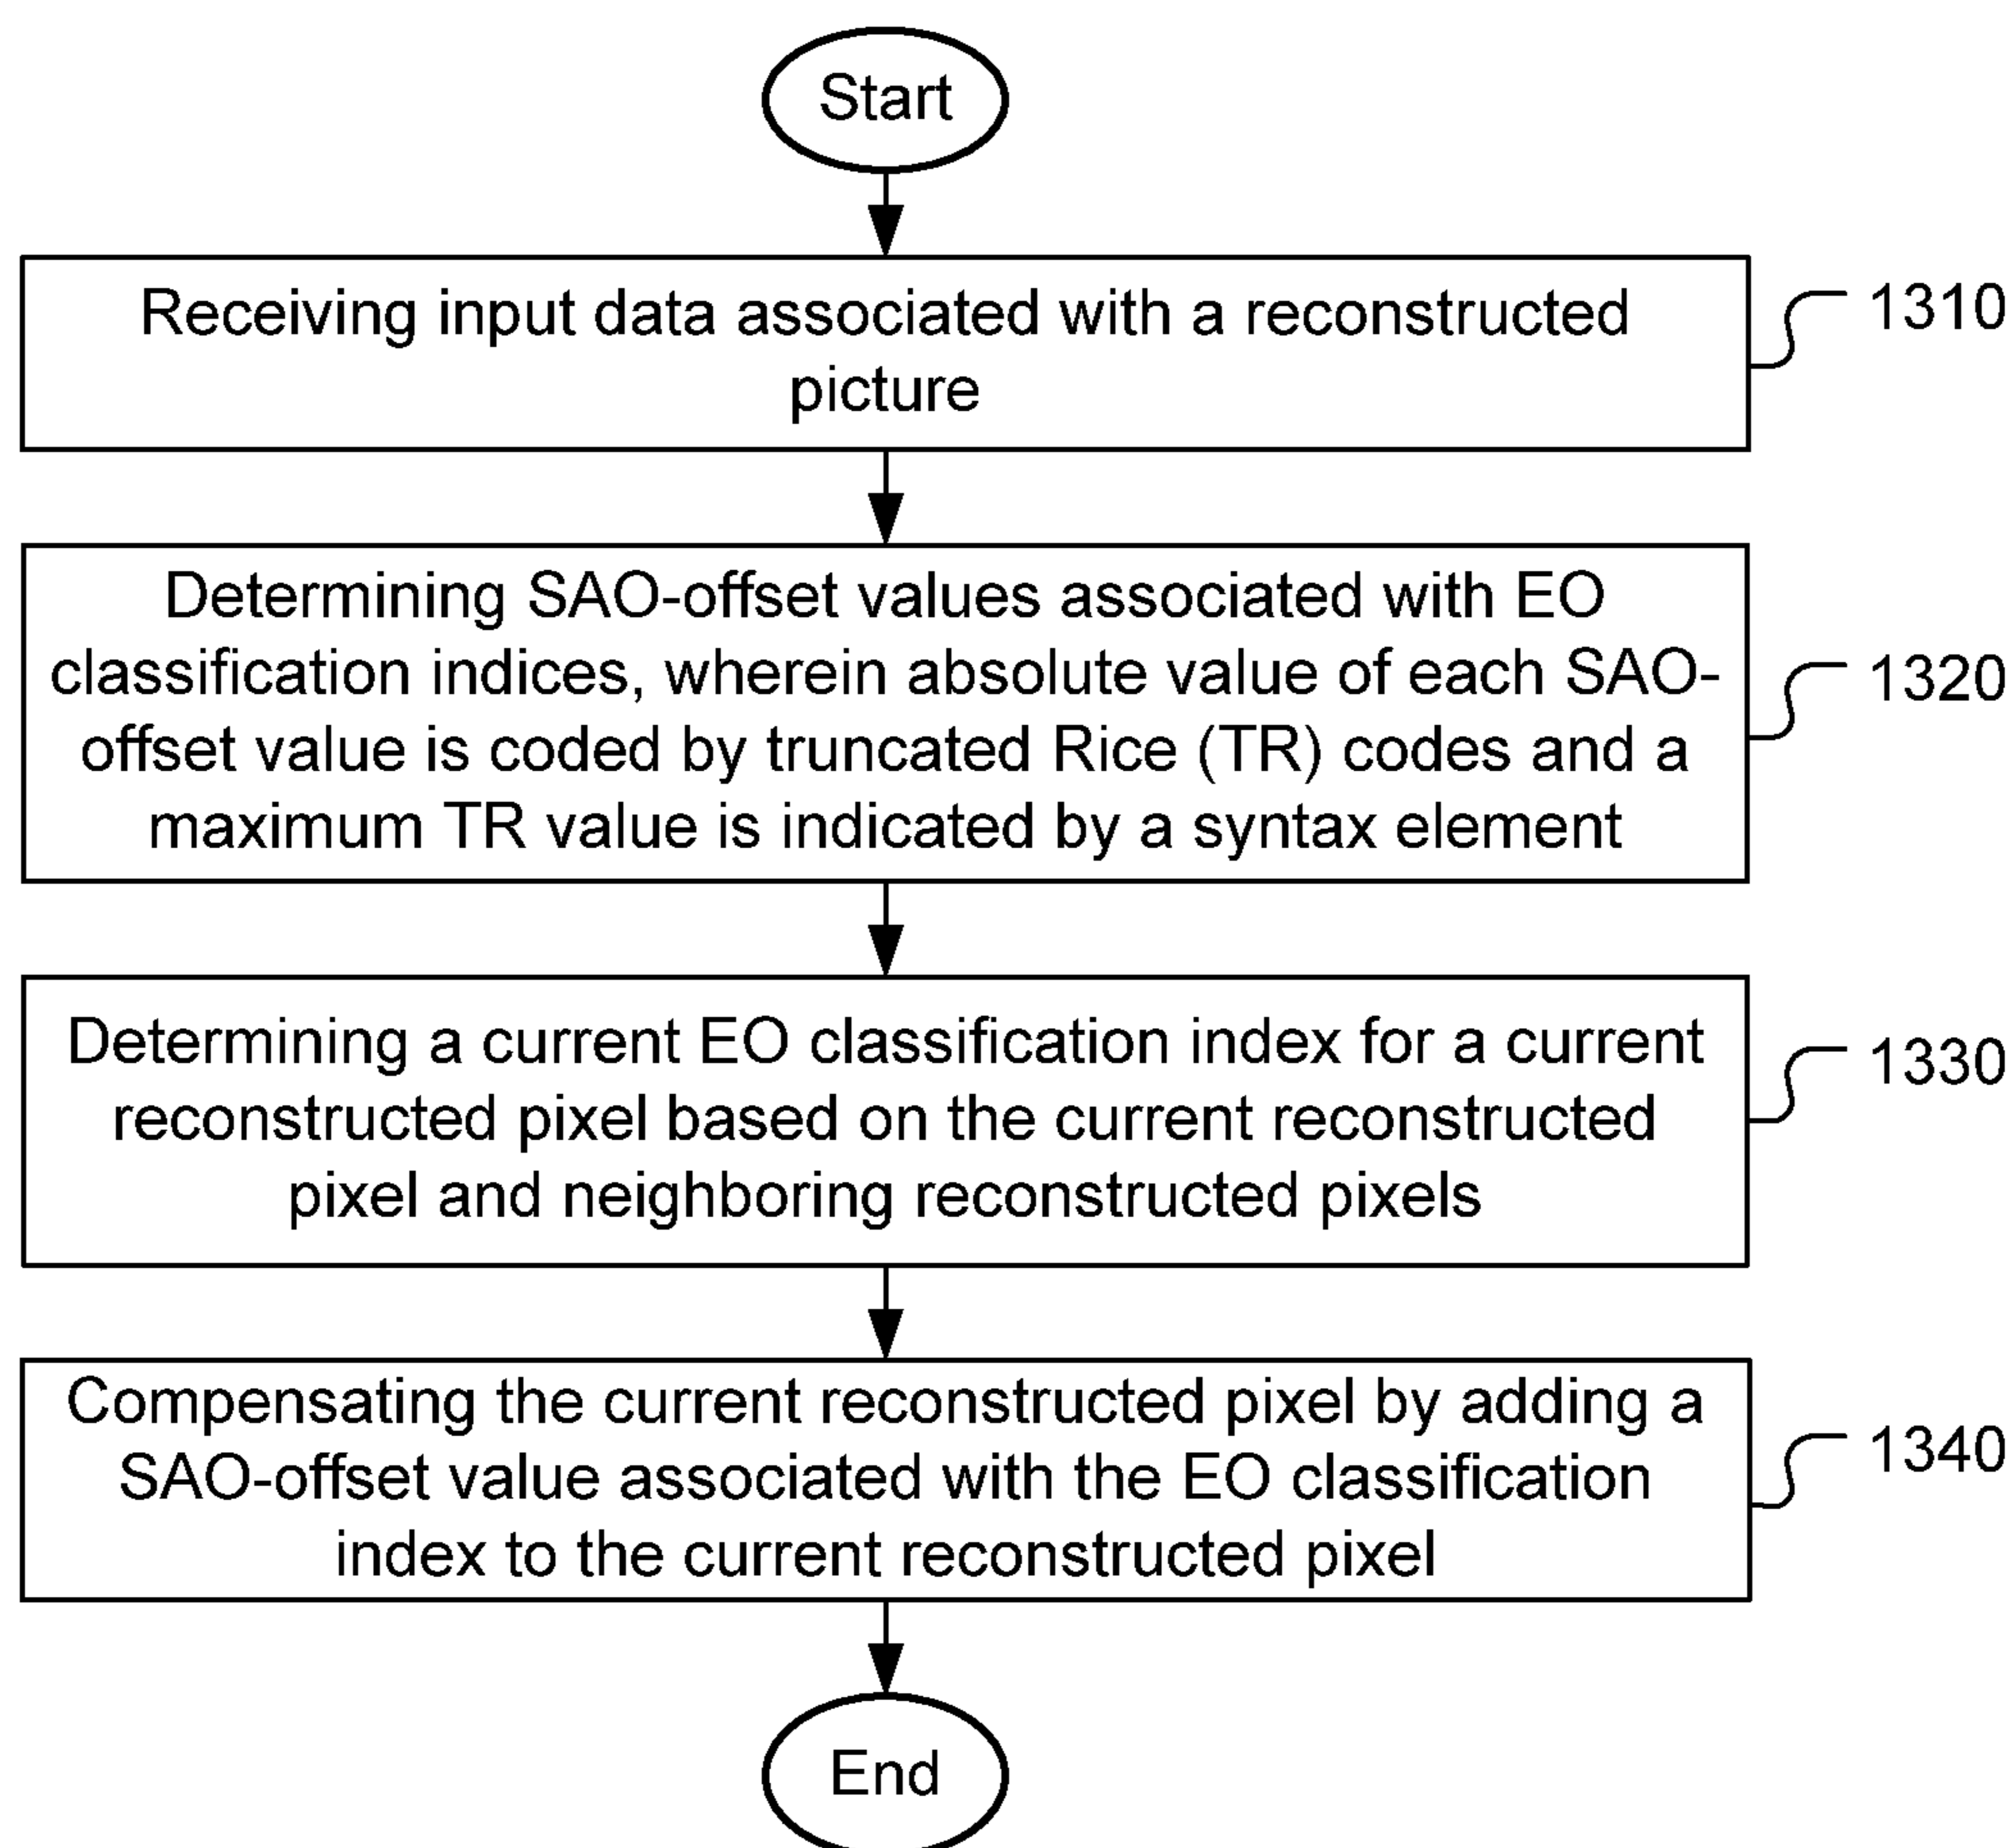 Start
Receiving input data associated with a reconstructed
picture
1310
Determining SAO-offset values associated with EO
classification indices, wherein absolute value of each SAO-
offset value is coded by truncated Rice (TR) codes and a
maximum TR value is indicated by a syntax element
1320
Determining a current EO classification index for a current
reconstructed pixel based on the current reconstructed
pixel and neighboring reconstructed pixels
1330
Compensating the current reconstructed pixel by adding a
SAO-offset value associated with the EO classification
index to the current reconstructed pixel
1340
End